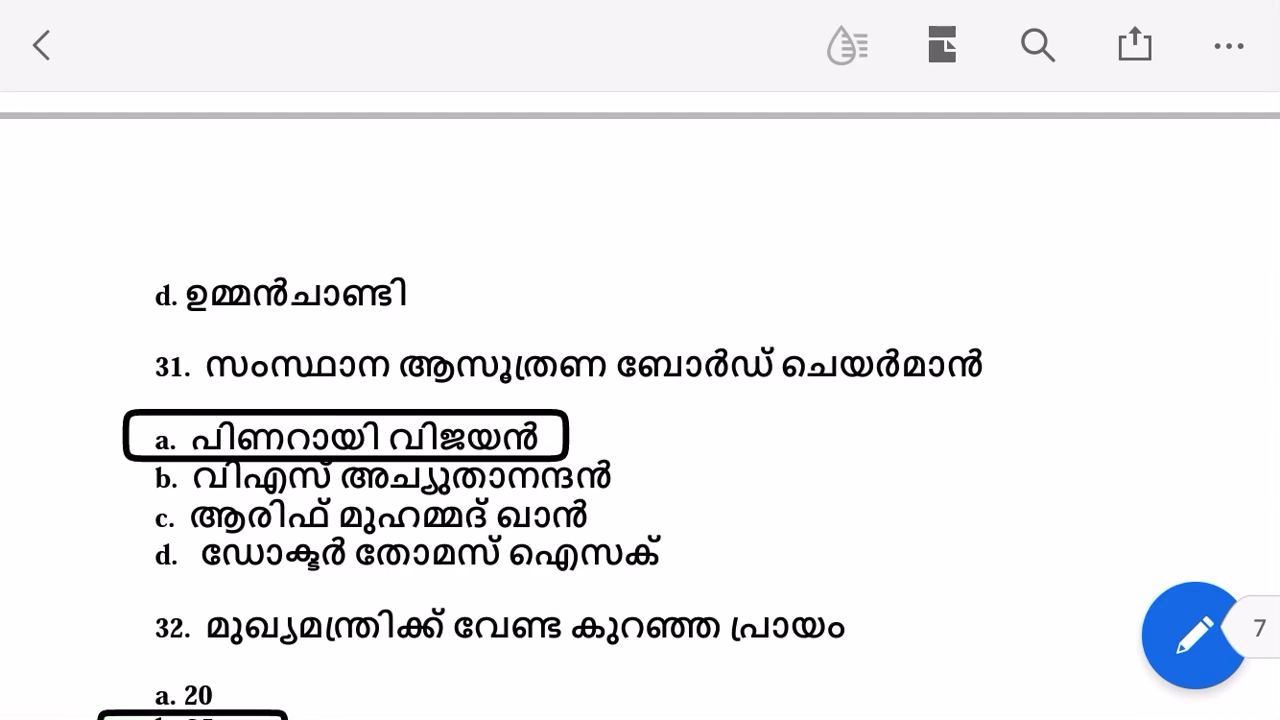 d. ഉമ്മൻചാണ്ടി
31. സംസ്ഥാന ആസൂത്രണ ബോർഡ് ചെയർമാൻ
a. പിണറായി വിജയൻ
b. വിഎസ് അച്യുതാനന്ദൻ
c. ആരിഫ് മുഹമ്മദ് ഖാൻ
d. ഡോക്ടർ തോമസ് ഐസക്
32. മുഖ്യമന്ത്രിക്ക് വേണ്ട കുറഞ്ഞ പ്രായം
7
a. 20